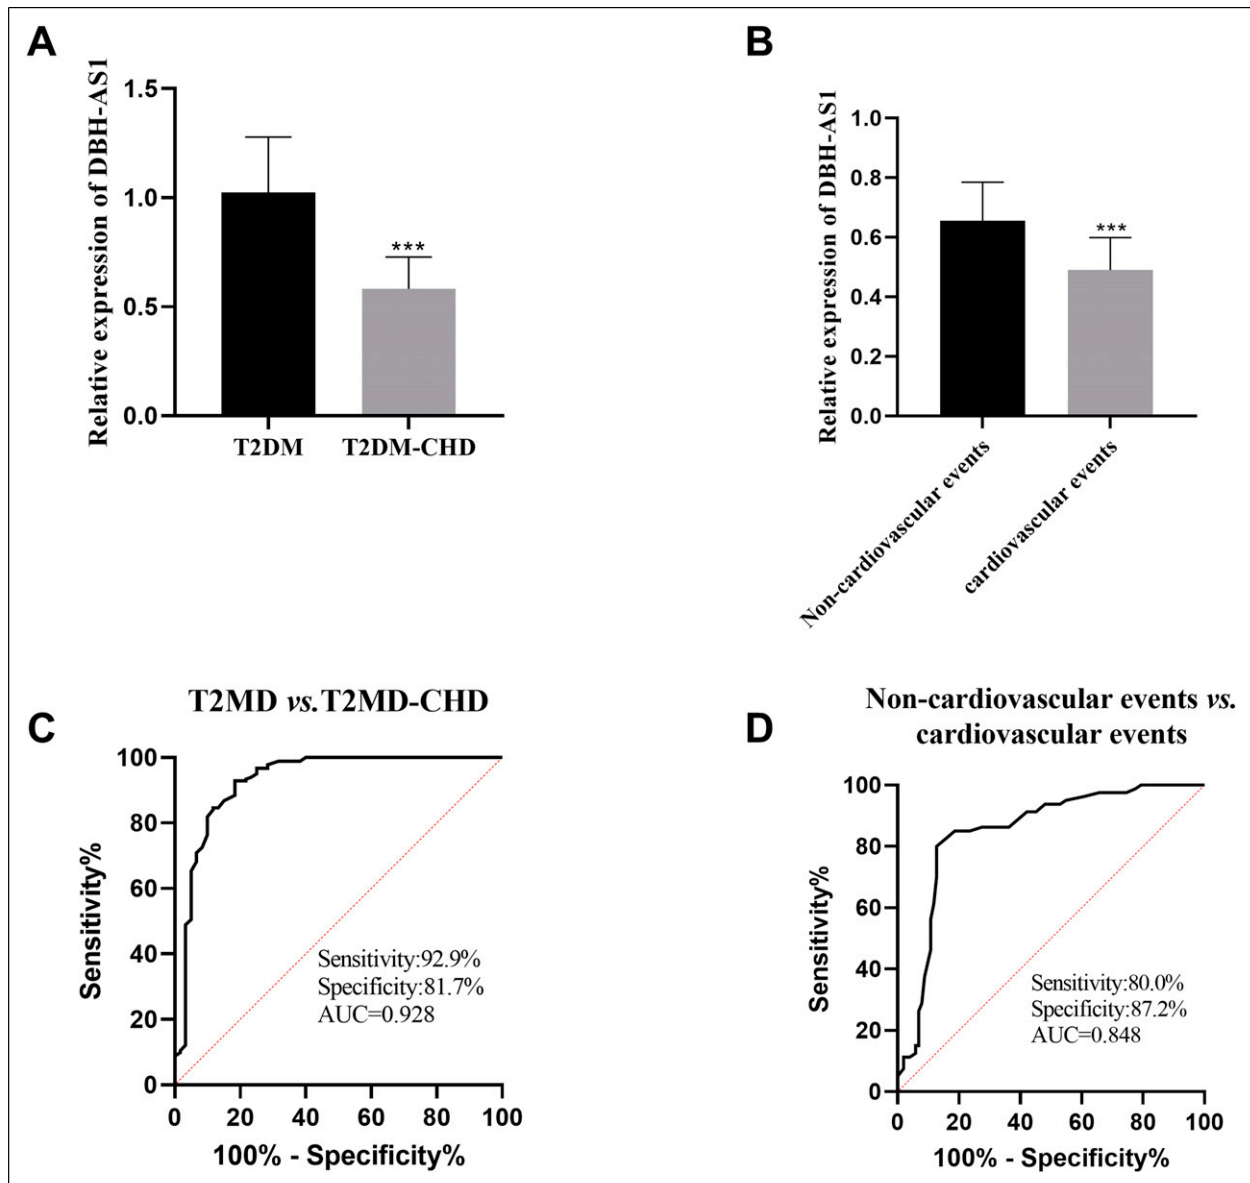 A
Relative expression of DBH-AS1
1.5
1.0
0.5
0.0
***
T2DM
T2DM-CHD
B
Relative expression of DBH-AS1
1.0
0.8
0.6
0.4
0.2
0.0
***
Non-cardiovascular events
cardiovascular events
C
T2MD vs.T2MD-CHD
Sensitivity%
100
80
60
40
20
0
Sensitivity:92.9%
Specificity:81.7%
AUC=0.928
0 20 40 60 80 100
100% - Specificity%
D
Non-cardiovascular events vs.
cardiovascular events
Sensitivity%
100
80
60
40
20
0
Sensitivity:80.0%
Specificity:87.2%
AUC=0.848
0 20 40 60 80 100
100% - Specificity%